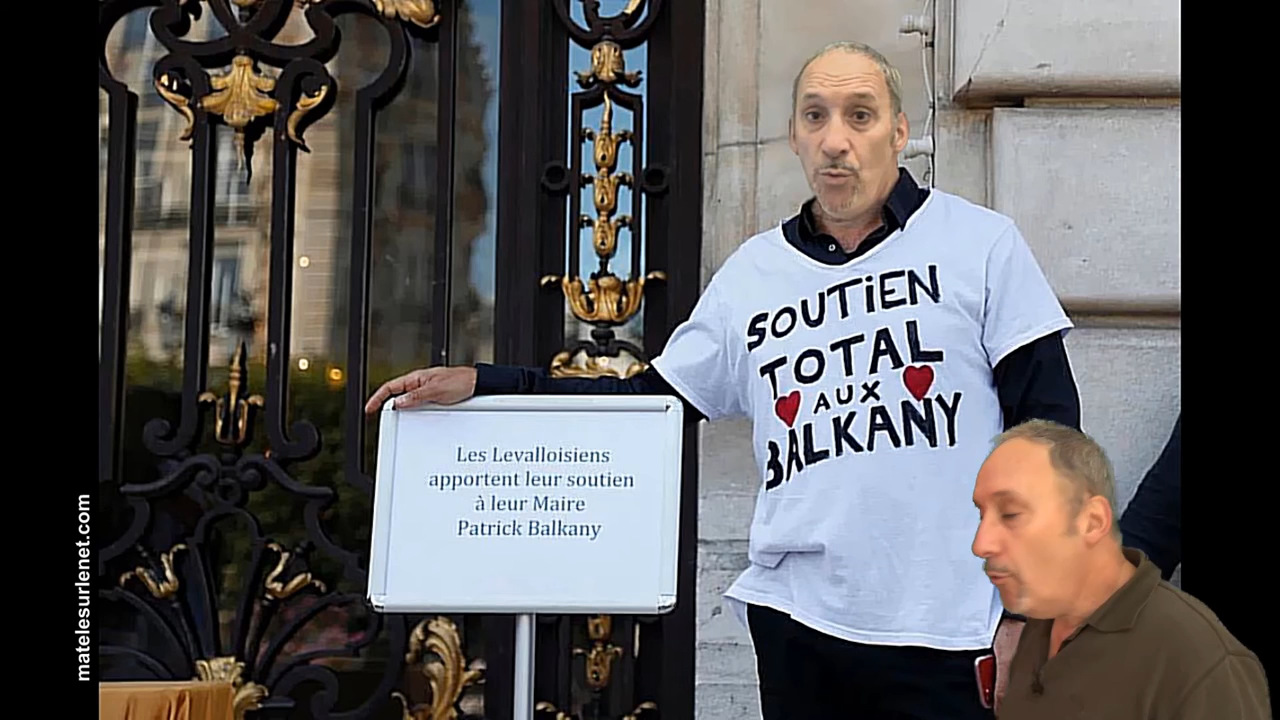 SOUTiEN
TOTAL
AUX
BALKANY
Les Levalloisiens
apportent leur soutien
à leur Maire
Patrick Balkany
matelesurlenet.com